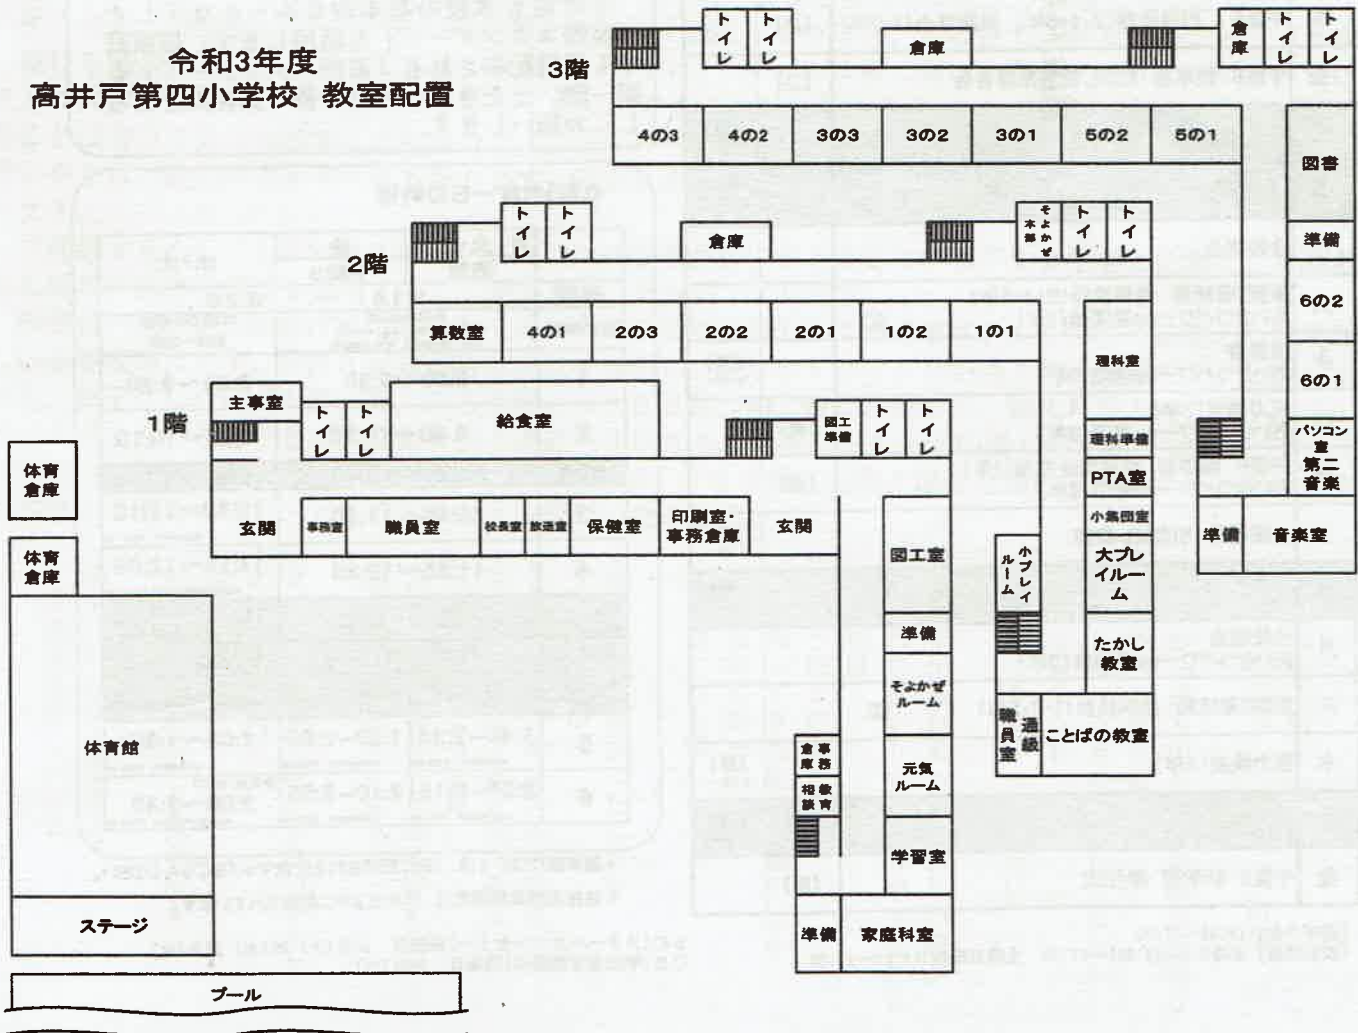 令和3年度
高井戸第四小学校 教室配置
3階
トイレ
トイレ
倉庫
倉庫
トイレ
トイレ
4の3
4の2
3の3
3の2
3の1
5の2
5の1
図書
準備
6の2
6の1
パソコン
室
第二
音楽
準備
音楽室
2階
トイレ
トイレ
倉庫
そよかぜ
本部
トイレ
トイレ
算数室
4の1
2の3
2の2
2の1
1の2
1の1
理科室
理科準備
PTA室
小集団室
大プレ
イルー
ム
小プレイ
ルーム
たかし
教室
通級
職員室
ことばの教室
1階
主事室
トイレ
トイレ
給食室
図工
準備
トイレ
トイレ
玄関
事務室
職員室
校長室
放送室
保健室
印刷室・
事務倉庫
玄関
図工室
準備
そよかぜ
ルーム
元気
ルーム
学習室
事務
倉庫
教育
相談
準備
家庭科室
体育
倉庫
体育
倉庫
体育館
ステージ
プール